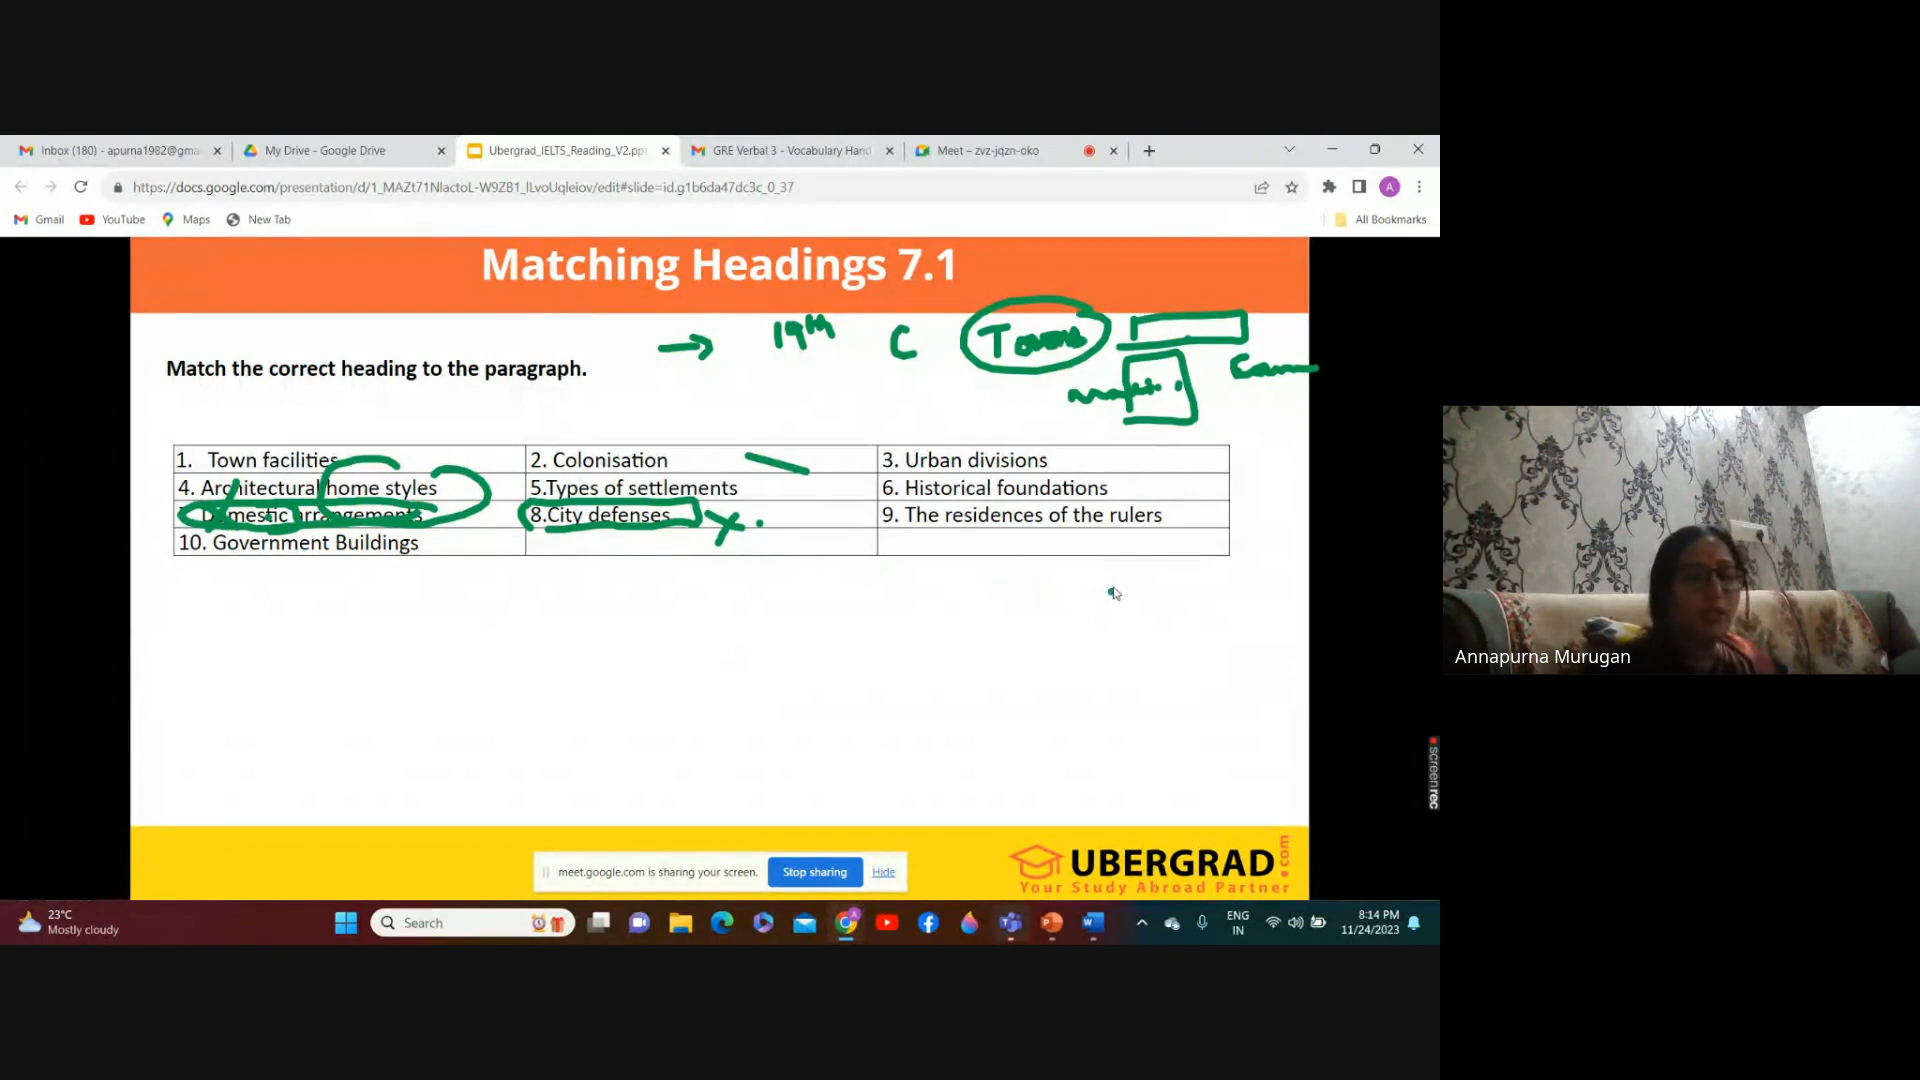 Inbox (180) - apurna1982@gma
My Drive - Google Drive
Ubergrad_IELTS_Reading_V2.pp
GRE Verbal 3 - Vocabulary Hand
Meet – zvz-jqzn-oko
https://docs.google.com/presentation/d/1_MAZt71NlactoL-W9ZB1_lLvoUqleiov/edit#slide=id.g1b6da47dc3c_0_37
Gmail YouTube Maps New Tab All Bookmarks
Matching Headings 7.1
→ 19th C Towns
Match the correct heading to the paragraph.
1. Town facilities 2. Colonisation 3. Urban divisions
4. Architectural home styles 5.Types of settlements 6. Historical foundations
7. Domestic arrangements 8.City defenses 9. The residences of the rulers
10. Government Buildings
Annapurna Murugan
screenrec
meet.google.com is sharing your screen. Stop sharing Hide
UBERGRAD.com
Your Study Abroad Partner
23°C
Mostly cloudy
Search
ENG
IN
8:14 PM
11/24/2023